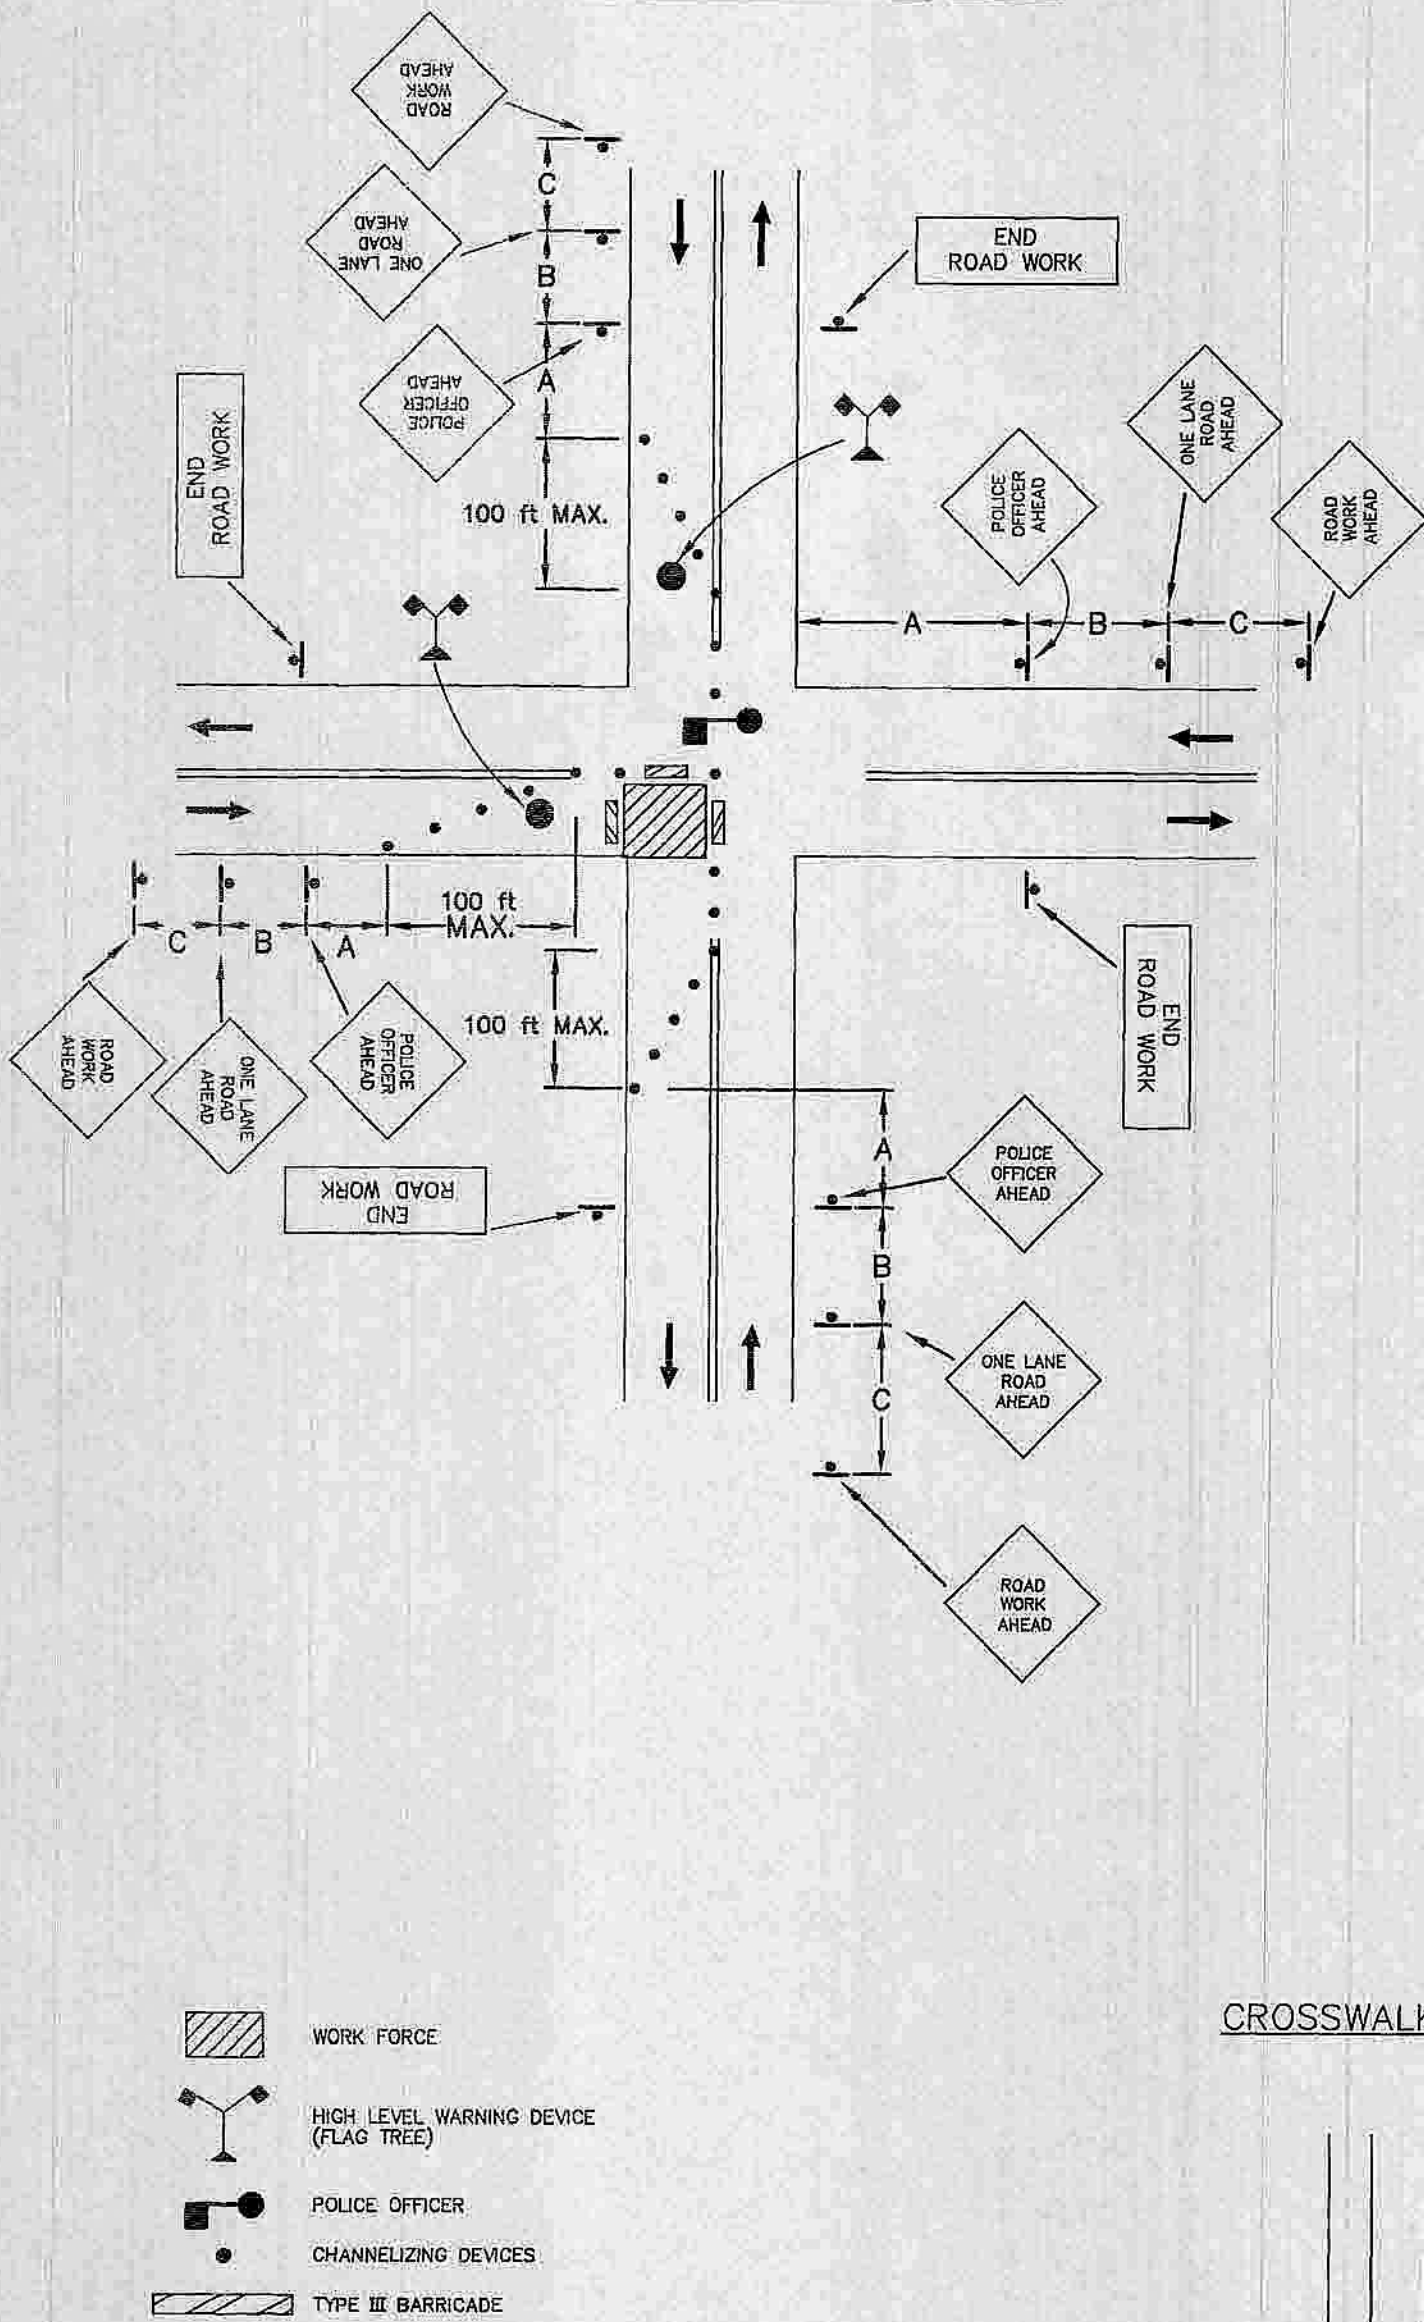 ROAD
WORK
AHEAD
C
ONE LANE
ROAD
AHEAD
B
END
ROAD WORK
POLICE
OFFICER
AHEAD
A
END
ROAD WORK
100 ft MAX.
POLICE
OFFICER
AHEAD
ONE LANE
ROAD
AHEAD
ROAD
WORK
AHEAD
A
B
C
100 ft
MAX.
C
B
A
ROAD
WORK
AHEAD
ONE LANE
ROAD
AHEAD
POLICE
OFFICER
AHEAD
100 ft MAX.
END
ROAD WORK
END
ROAD WORK
A
POLICE
OFFICER
AHEAD
B
ONE LANE
ROAD
AHEAD
C
ROAD
WORK
AHEAD
CROSSWALK
WORK FORCE
HIGH LEVEL WARNING DEVICE
(FLAG TREE)
POLICE OFFICER
CHANNELIZING DEVICES
TYPE III BARRICADE